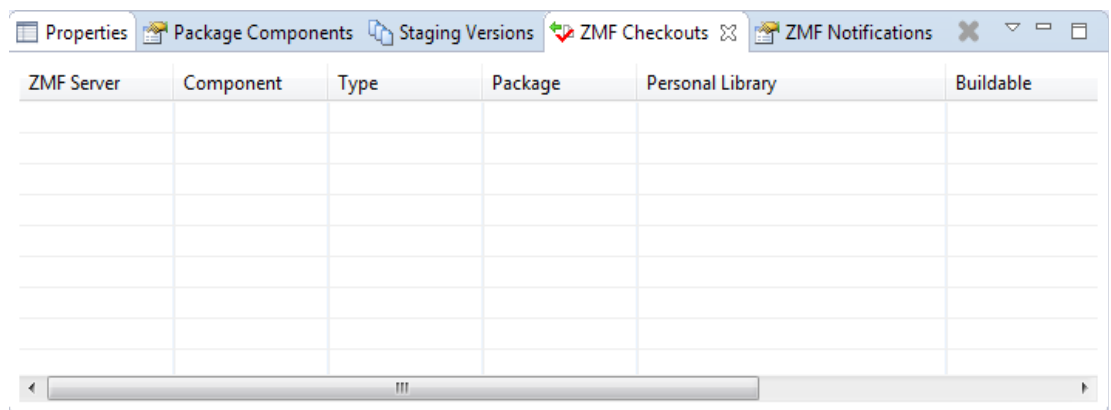 Properties Package Components Staging Versions ZMF Checkouts ZMF Notifications
ZMF Server Component Type Package Personal Library Buildable